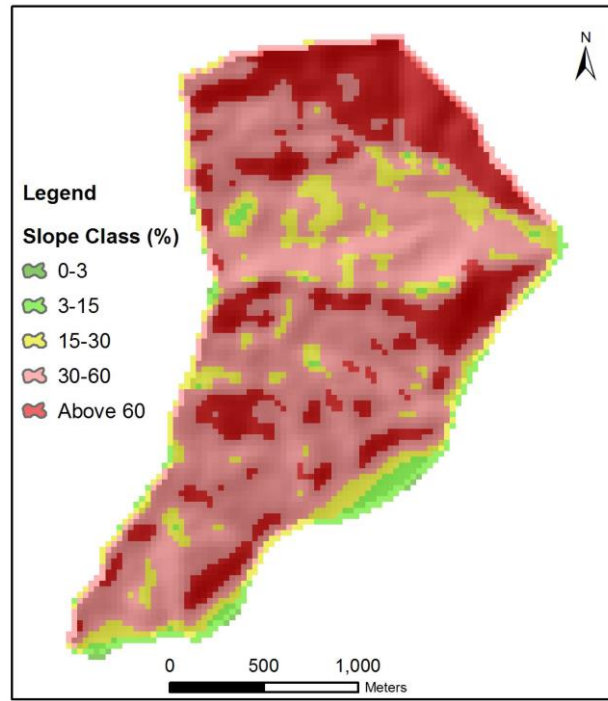 N
Legend
Slope Class (%)
0-3
3-15
15-30
30-60
Above 60
0 500 1,000
Meters